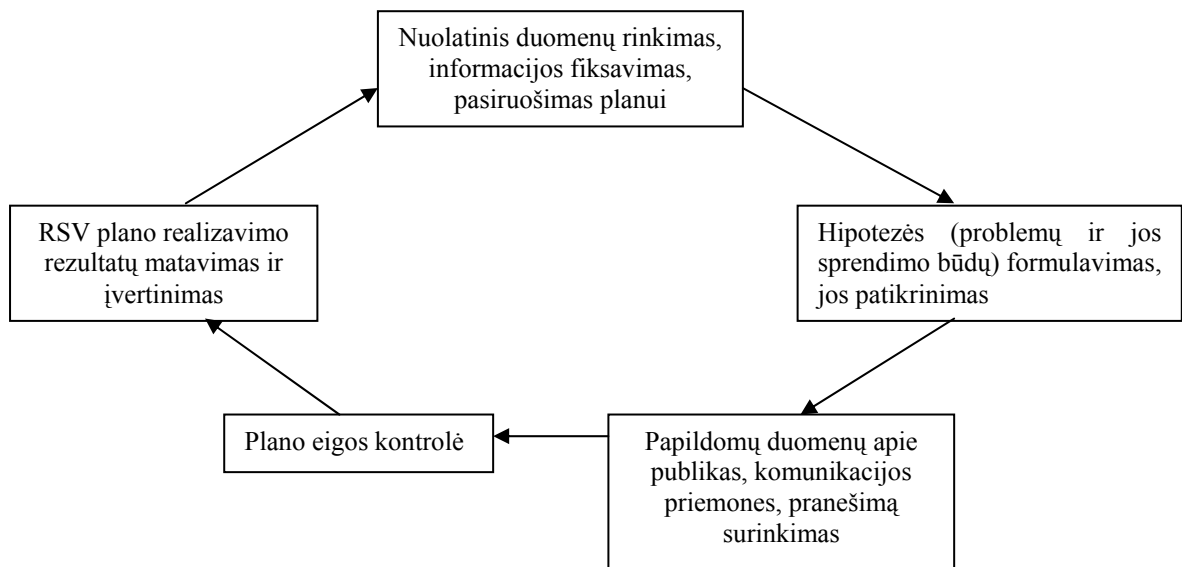 Nuolatinis duomenų rinkimas,
informacijos fiksavimas,
pasiruošimas planui
RSV plano realizavimo
rezultatų matavimas ir
įvertinimas
Hipotezės (problemų ir jos
sprendimo būdų) formulavimas,
jos patikrinimas
Plano eigos kontrolė
Papildomų duomenų apie
publikas, komunikacijos
priemones, pranešimą
surinkimas